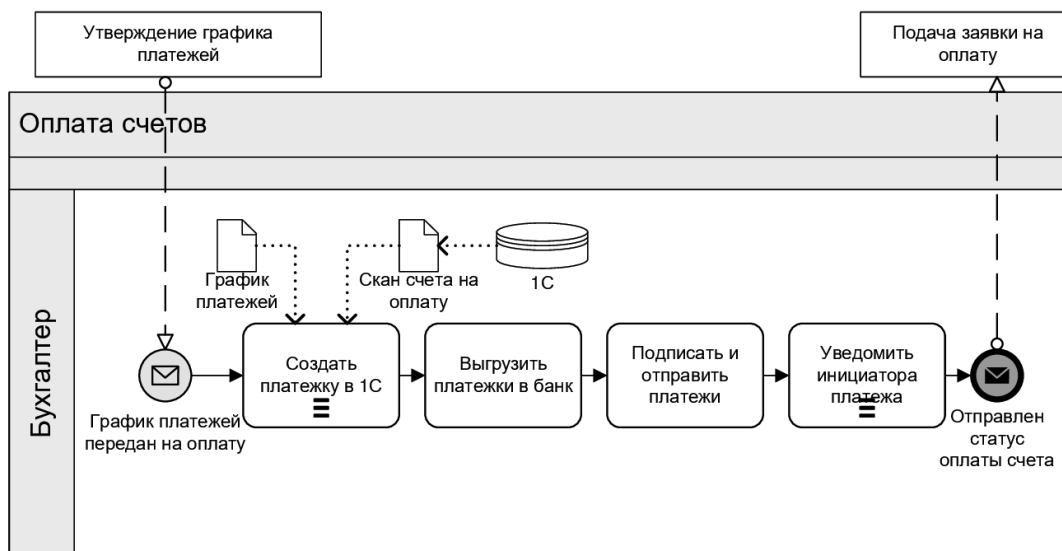 Утверждение графика
платежей
Подача заявки на
оплату
Оплата счетов
Бухгалтер
График
платежей
Скан счета на
оплату
1С
Создать
платежку в 1С
Выгрузить
платежки в банк
Подписать и
отправить
платежи
Уведомить
инициатора
платежа
График платежей
передан на оплату
Отправлен
статус
оплаты счета